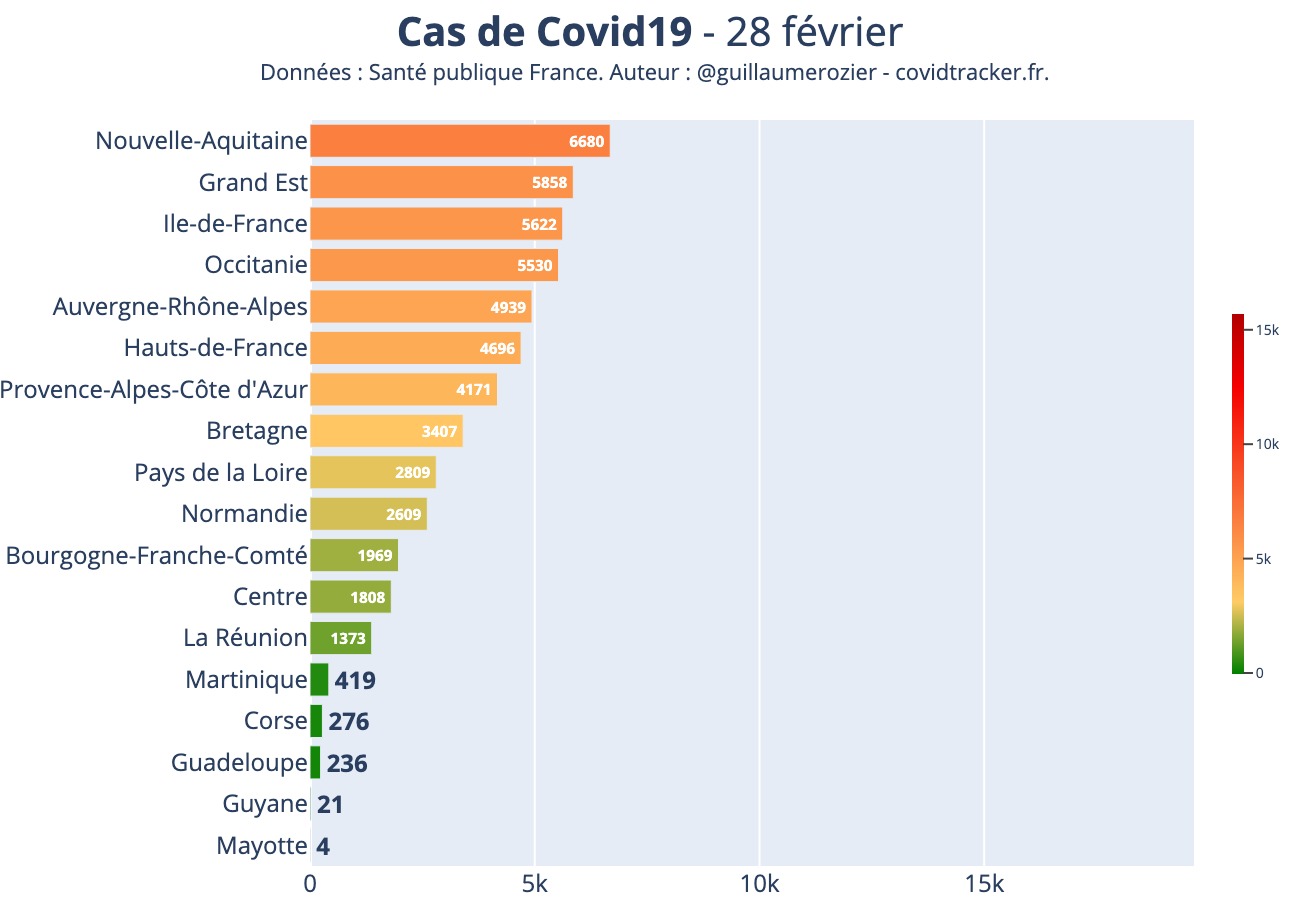 Cas de Covid19 - 28 février
Données : Santé publique France. Auteur : @guillaumerozier - covidtracker.fr.
Nouvelle-Aquitaine 6680
Grand Est 5858
Ile-de-France 5622
Occitanie 5530
Auvergne-Rhône-Alpes 4939
Hauts-de-France 4696
Provence-Alpes-Côte d'Azur 4171
Bretagne 3407
Pays de la Loire 2809
Normandie 2609
Bourgogne-Franche-Comté 1969
Centre 1808
La Réunion 1373
Martinique 419
Corse 276
Guadeloupe 236
Guyane 21
Mayotte 4
0 5k 10k 15k
15k
10k
5k
0